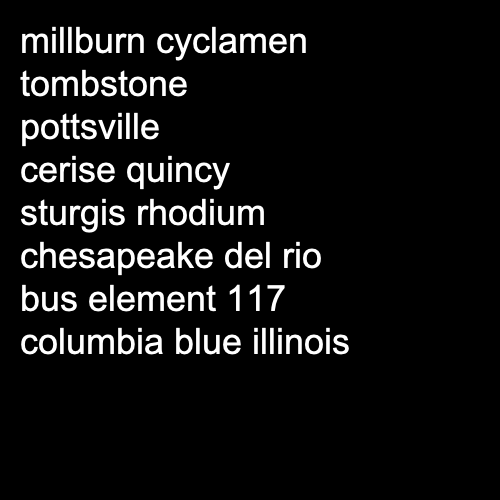 millburn cyclamen
tombstone
pottsville
cerise quincy
sturgis rhodium
chesapeake del rio
bus element 117
columbia blue illinois